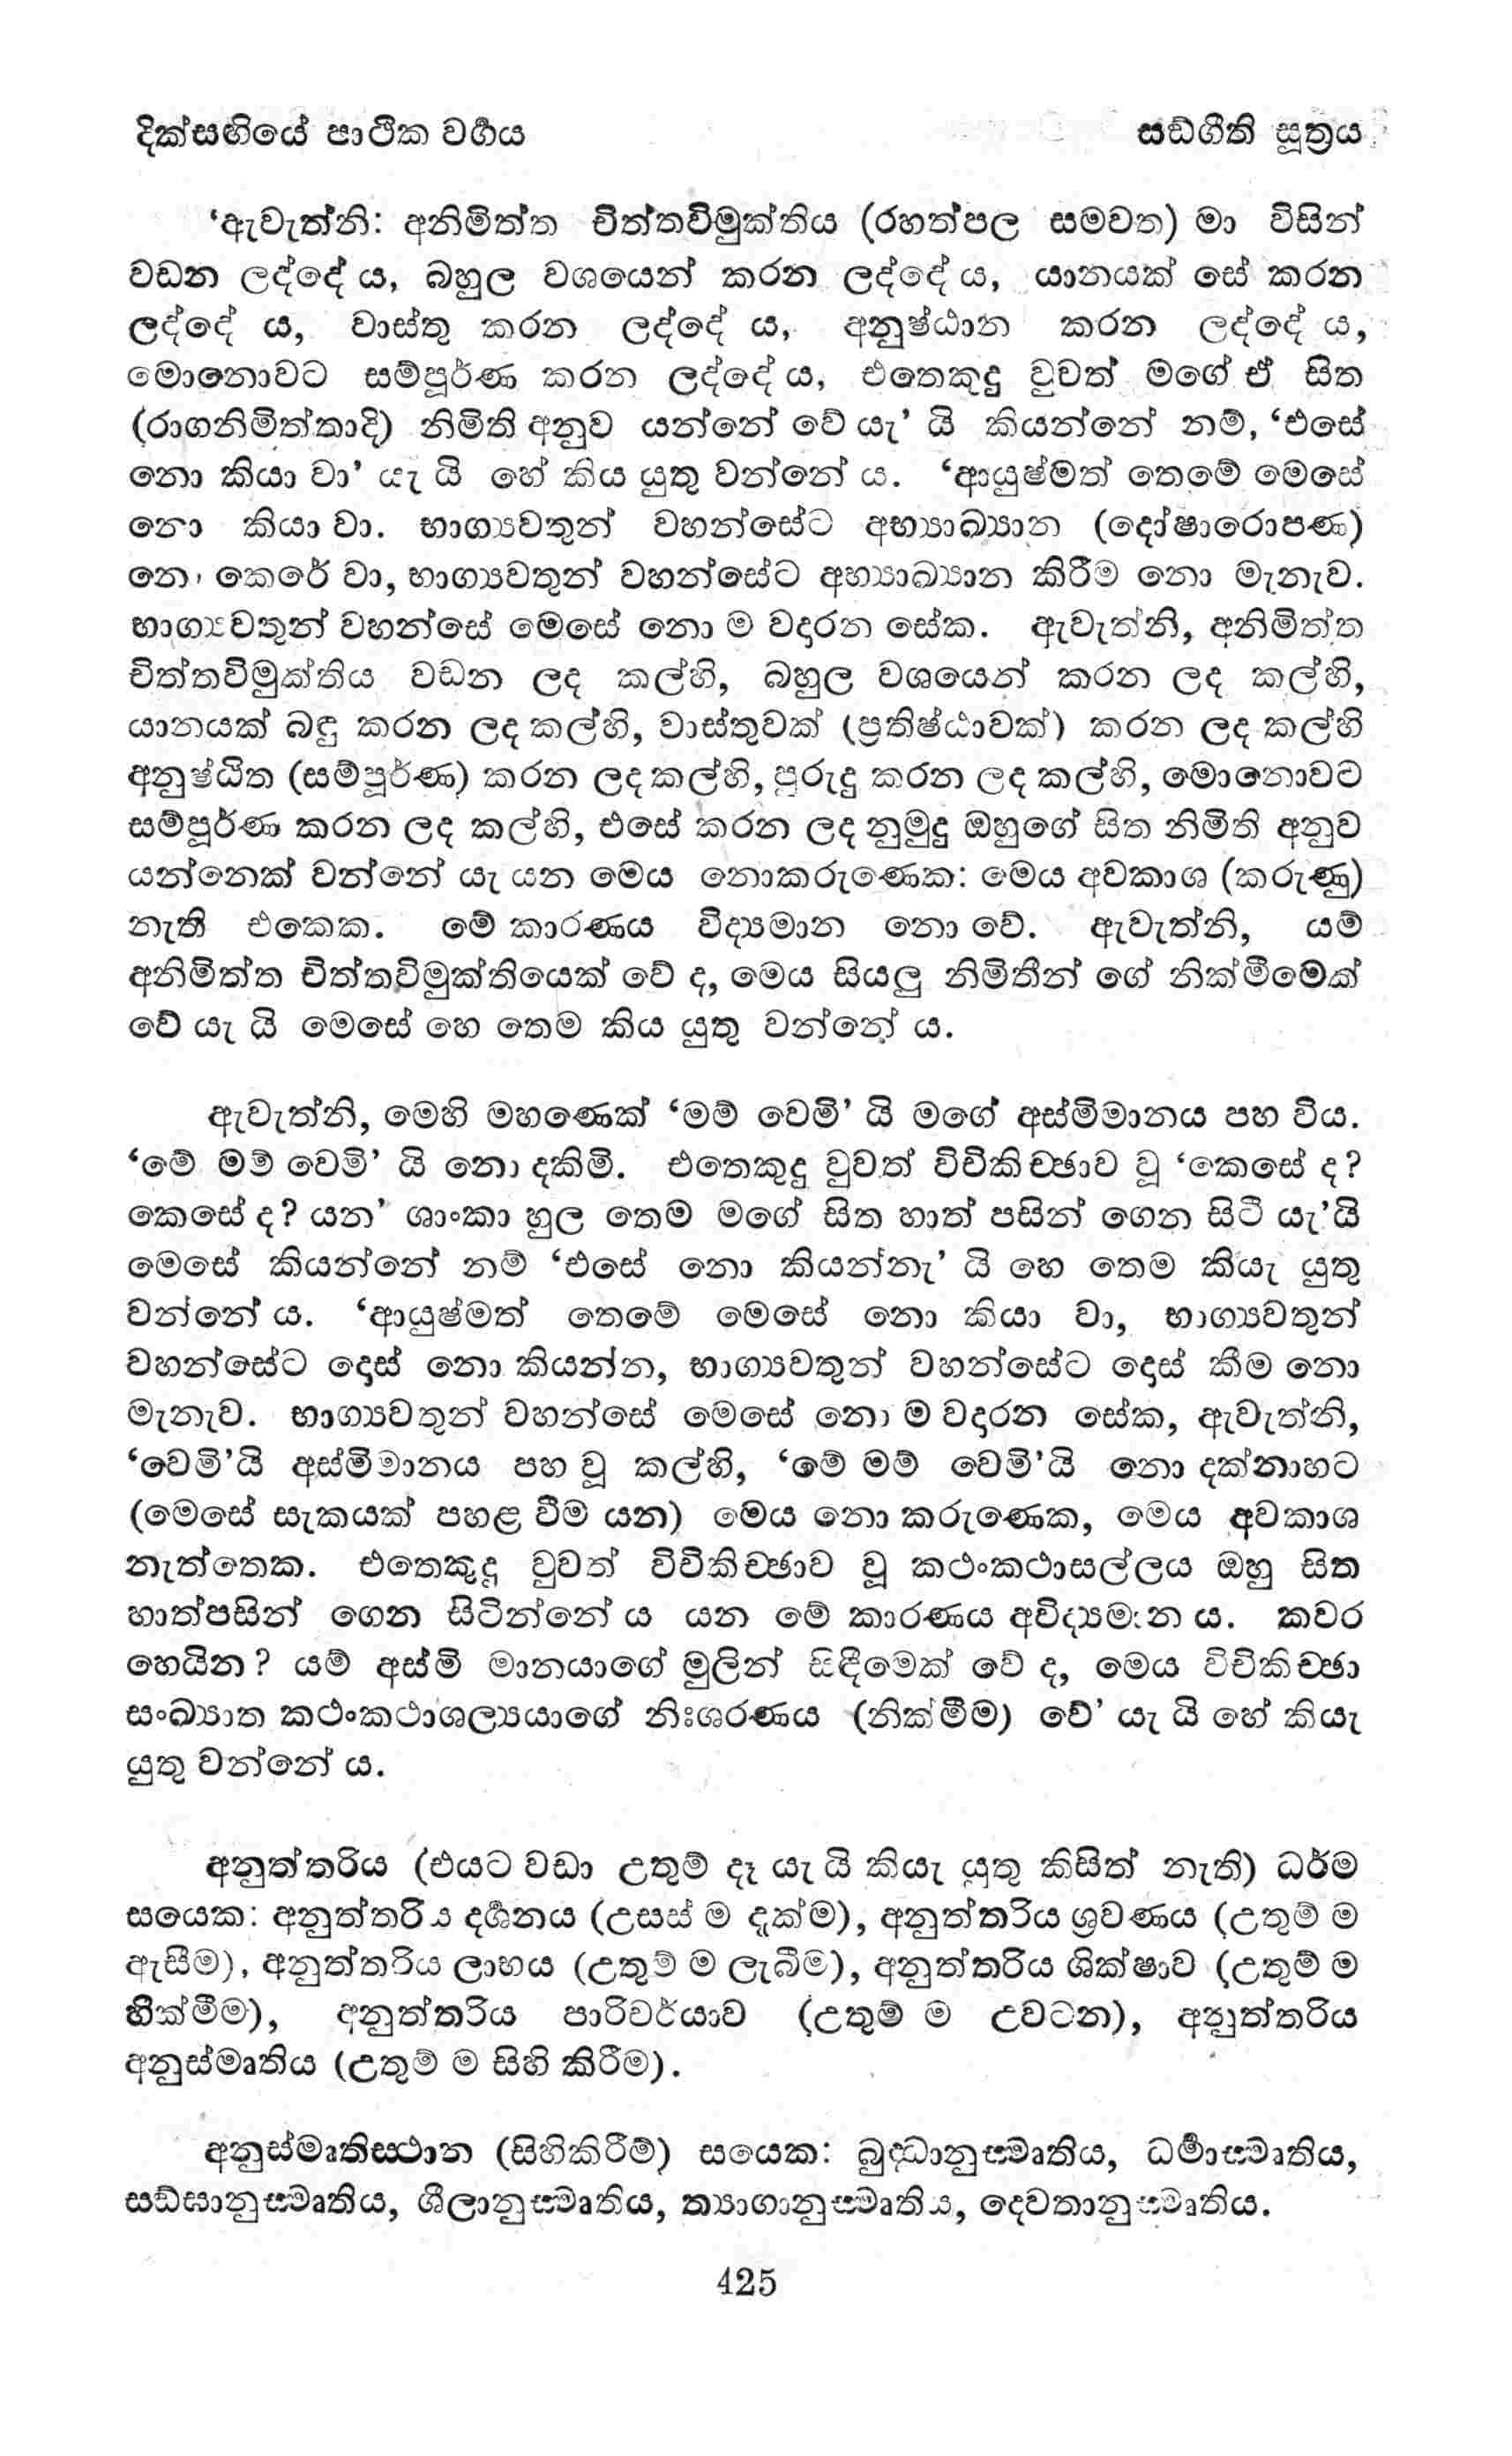 දික්සඟියේ පාථික වර්‍ගය
සඞ්ගීති සූත්‍රය
‘ඇවැත්නි: අනිමිත්ත චිත්තවිමුක්තිය (රහත්පල සමවත) මා විසින්
වඩන ලද්දේ ය, බහුල වශයෙන් කරන ලද්දේ ය, යානයක් සේ කරන
ලද්දේ ය, වාස්තු කරන ලද්දේ ය, අනුෂ්ඨාන කරන ලද්දේ ය,
මොනොවට සම්පූර්ණ කරන ලද්දේ ය, එතෙකුදු වුවත් මගේ ඒ සිත
(රාගනිමිත්තාදි) නිමිති අනුව යන්නේ වේ යැ’ යි කියන්නේ නම්, ‘එසේ
නො කියා වා’ යැ යි හේ කිය යුතු වන්නේ ය. ‘ආයුෂ්මත් තෙමේ මෙසේ
නො කියා වා. භාග්‍යවතුන් වහන්සේට අභ්‍යාඛ්‍යාන (දෝෂාරොපණ)
නො කෙරේ වා, භාග්‍යවතුන් වහන්සේට අභ්‍යාඛ්‍යාන කිරීම නො මැනැව.
භාග්‍යවතුන් වහන්සේ මෙසේ නො ම වදාරන සේක. ඇවැත්නි, අනිමිත්ත
චිත්තවිමුක්තිය වඩන ලද කල්හි, බහුල වශයෙන් කරන ලද කල්හි,
යානයක් බඳු කරන ලද කල්හි, වාස්තුවක් (ප්‍රතිෂ්ඨාවක්) කරන ලද කල්හි
අනුෂ්ඨිත (සම්පූර්ණ) කරන ලද කල්හි, පුරුදු කරන ලද කල්හි, මොනොවට
සම්පූර්ණ කරන ලද කල්හි, එසේ කරන ලද නුමුදු ඔහුගේ සිත නිමිති අනුව
යන්නෙක් වන්නේ යැ යන මෙය නොකරුණෙක: මෙය අවකාශ (කරුණු)
නැති එකෙක. මේ කාරණය විද්‍යමාන නො වේ. ඇවැත්නි, යම්
අනිමිත්ත චිත්තවිමුක්තියෙක් වේ ද, මෙය සියලු නිමිතීන් ගේ නික්මීමෙක්
වේ යැ යි මෙසේ හෙ තෙම කිය යුතු වන්නේ ය.
ඇවැත්නි, මෙහි මහණෙක් ‘මම් වෙමි’ යි මගේ අස්මිමානය පහ විය.
‘මේ මම් වෙමි’ යි නො දකිමි. එතෙකුදු වුවත් විචිකිච්ඡාව වූ ‘කෙසේ ද?
කෙසේ ද? යන’ ශාංකා හුල තෙම මගේ සිත හාත් පසින් ගෙන සිටී යැ’යි
මෙසේ කියන්නේ නම් ‘එසේ නො කියන්නැ’ යි හෙ තෙම කියැ යුතු
වන්නේ ය. ‘ආයුෂ්මත් තෙමේ මෙසේ නො කියා වා, භාග්‍යවතුන්
වහන්සේට දොස් නො කියන්න, භාග්‍යවතුන් වහන්සේට දොස් කීම නො
මැනැව. භාග්‍යවතුන් වහන්සේ මෙසේ නො ම වදාරන සේක, ඇවැත්නි,
‘වෙමි’යි අස්මිමානය පහ වූ කල්හි, ‘මේ මම් වෙමි’යි නො දක්නාහට
(මෙසේ සැකයක් පහළ වීම යන) මෙය නො කරුණෙක, මෙය අවකාශ
නැත්තෙක. එතෙකුදු වුවත් විචිකිච්ඡාව වූ කථංකථාසල්ලය ඔහු සිත
හාත්පසින් ගෙන සිටින්නේ ය යන මේ කාරණය අවිද්‍යමාන ය. කවර
හෙයින? යම් අස්මි මානයාගේ මුලින් සිඳීමෙක් වේ ද, මෙය විචිකිච්ඡා
සංඛ්‍යාත කථංකථාශල්‍යයාගේ නිඃශරණය (නික්මීම) වේ’ යැ යි හේ කියැ
යුතු වන්නේ ය.
අනුත්තරිය (එයට වඩා උතුම් දෑ යැ යි කියැ යුතු කිසිත් නැති) ධර්ම
සයෙක: අනුත්තරිය දර්‍ශනය (උසස් ම දැක්ම), අනුත්තරිය ශ්‍රවණය (උතුම් ම
ඇසීම), අනුත්තරිය ලාභය (උතුම් ම ලැබීම), අනුත්තරිය ශික්ෂාව (උතුම් ම
හික්මීම), අනුත්තරිය පාරිචර්යාව (උතුම් ම උවටන), අනුත්තරිය
අනුස්මෘතිය (උතුම් ම සිහි කිරීම).
අනුස්මෘතිස්ථාන (සිහිකිරීම්) සයෙක: බුද්ධානුස්මෘතිය, ධර්‍මාස්මෘතිය,
සඞ්ඝානුස්මෘතිය, ශීලානුස්මෘතිය, ත්‍යාගානුස්මෘතිය, දෙවතානුස්මෘතිය.
425